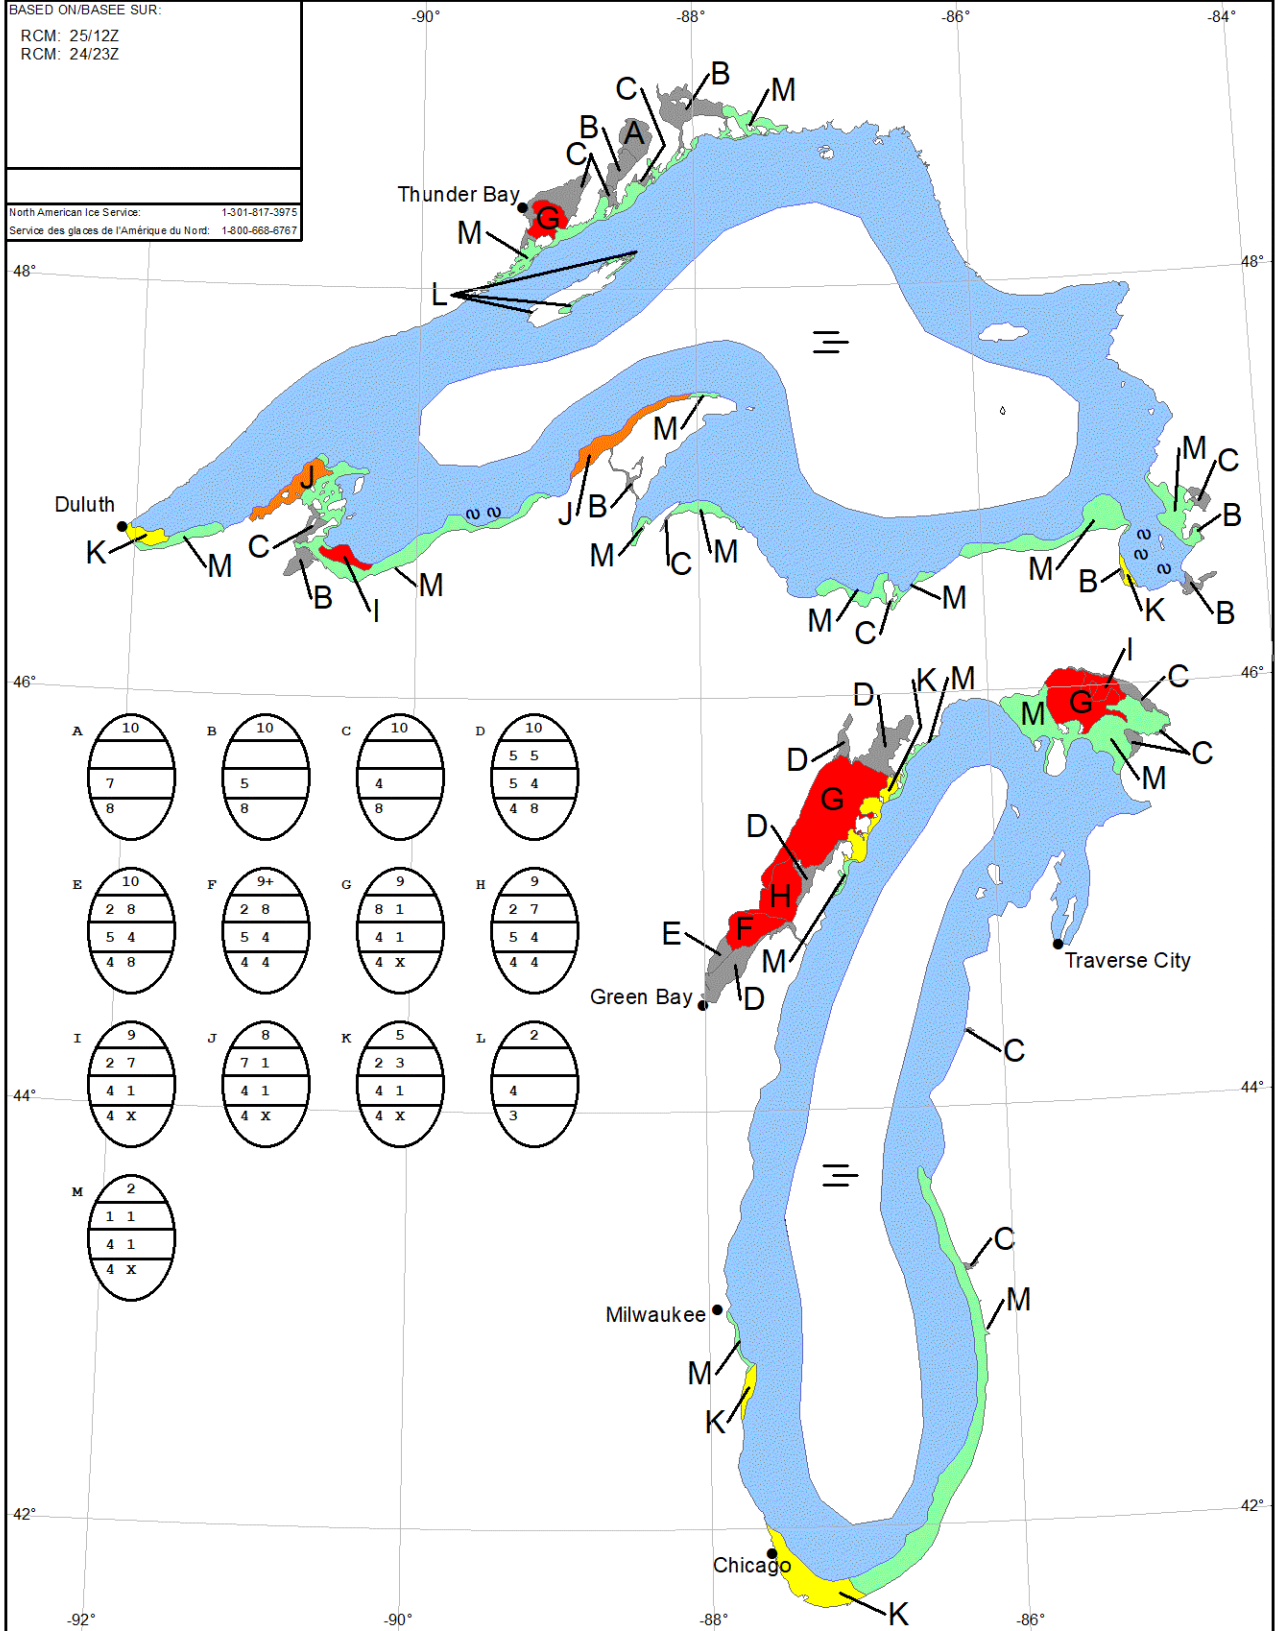 BASED ON/BASEE SUR:
RCM: 25/12Z
RCM: 24/23Z
North American Ice Service: 1-301-817-3975
Service des glaces de l'Amérique du Nord: 1-800-668-6767
-90° -88° -86° -84°
B
C
M
B
A
C
Thunder Bay
G
M
48° 48°
L
M
M
C
J
J
B
B
Duluth
K
M
C
M
C
M
M
B
K
B
B
I
M
M
C
M
I
46° 46°
D
K
M
M
G
C
C
M
D
G
D
H
F
E
M
D
Green Bay
Traverse City
C
44° 44°
C
M
Milwaukee
M
K
42° 42°
Chicago
K
-92° -90° -88° -86°
A
10
7
8
B
10
5
8
C
10
4
8
D
10
5 5
5 4
4 8
E
10
2 8
5 4
4 8
F
9+
2 8
5 4
4 4
G
9
8 1
4 1
4 X
H
9
2 7
5 4
4 4
I
9
2 7
4 1
4 X
J
8
7 1
4 1
4 X
K
5
2 3
4 1
4 X
L
2
4
3
M
2
1 1
4 1
4 X